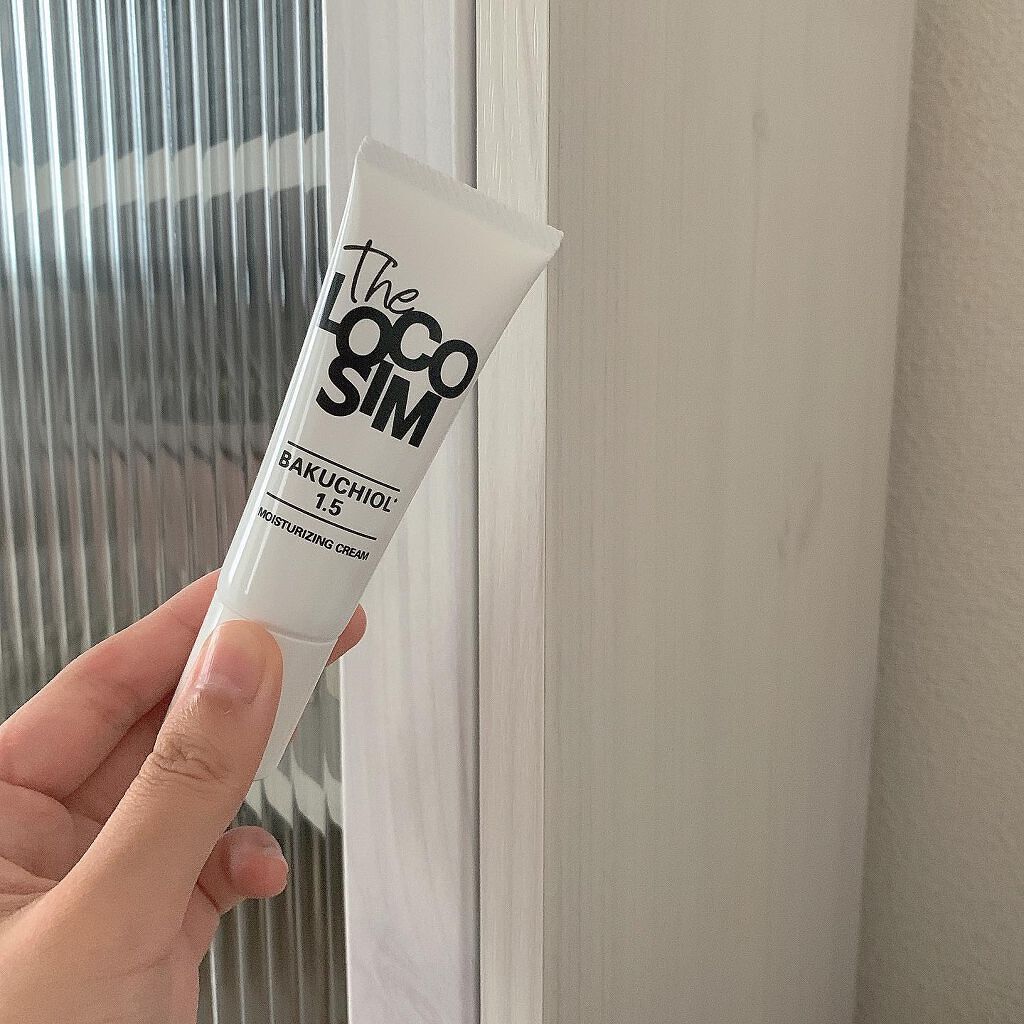 The
LOCO
SIM
BAKUCHIOL*
1.5
MOISTURIZING CREAM